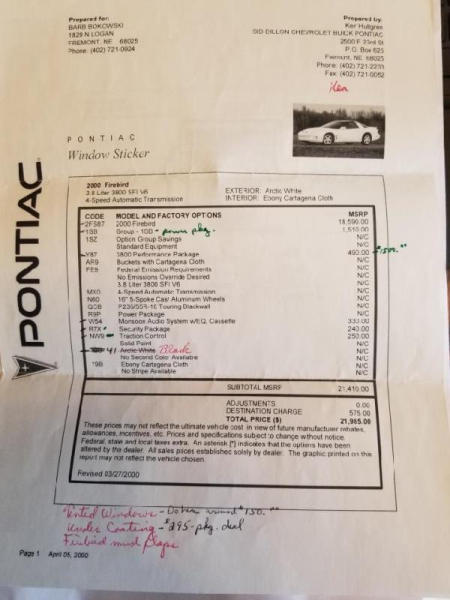 Prepared for:
BARB BOKOWSKI
1829 N LOGAN
FREMONT, NE 68025
Phone: (402) 721-0924
Prepared by:
Ken Hultgren
SID DILLON CHEVROLET BUICK PONTIAC
2500 E 23rd St
P.O. Box 625
Fremont, NE 68025
Phone: (402) 721-2233
Fax: (402) 721-0052
Ken
PONTIAC
Window Sticker
PONTIAC
2000 Firebird
3.8 Liter 3800 SFI V6
4-Speed Automatic Transmission
EXTERIOR: Arctic White
INTERIOR: Ebony Cartagena Cloth
CODE MODEL AND FACTORY OPTIONS MSRP
2FS87 2000 Firebird 18,590.00
1SB Group - 1SB - power pkg. 1,510.00
1SZ Option Group Savings N/C
Standard Equipment N/C
Y87 3800 Performance Package 490.00
AR9 Buckets with Cartagena Cloth N/C
FE9 Federal Emission Requirements N/C
No Emissions Override Desired
3.8 Liter 3800 SFI V6 N/C
MX0 4-Speed Automatic Transmission N/C
N60 16" 5-Spoke Cast Aluminum Wheels N/C
QCB P235/55R-16 Touring Blackwall N/C
R9P Power Package N/C
W54 Monsoon Audio System w/EQ, Cassette 330.00
R7X Security Package 240.00
NW9 Traction Control 250.00
Solid Paint N/C
41 Arctic White Black N/C
No Second Color Available N/C
19B Ebony Cartagena Cloth N/C
No Stripe Available N/C
SUBTOTAL MSRP 21,410.00
ADJUSTMENTS 0.00
DESTINATION CHARGE 575.00
TOTAL PRICE ($) 21,985.00
These prices may not reflect the ultimate vehicle cost in view of future manufacturer rebates,
allowances, incentives, etc. Prices and specifications subject to change without notice.
Federal, state and local taxes extra. An asterisk [*] indicates that the options have been
altered by the dealer. All sales prices established solely by dealer. The graphic printed on this
report may not reflect the vehicle chosen.
Revised 03/27/2000
Tinted Windows - around $150.00
Under Coating - $295 - pkg. deal
Firebird mud flaps
Page 1 April 05, 2000